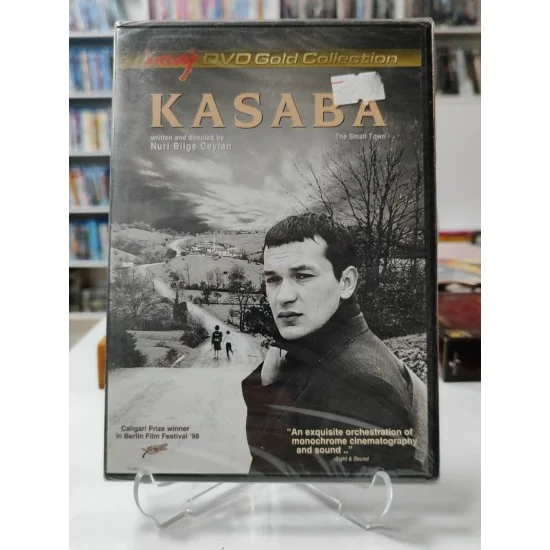 DVD Gold Collection
KASABA
The Small Town
written and directed by
Nuri Bilge Ceylan
Caligari Prize winner
in Berlin Film Festival '98
"An exquisite orchestration of
monochrome cinematography
and sound .."
Sight & Sound